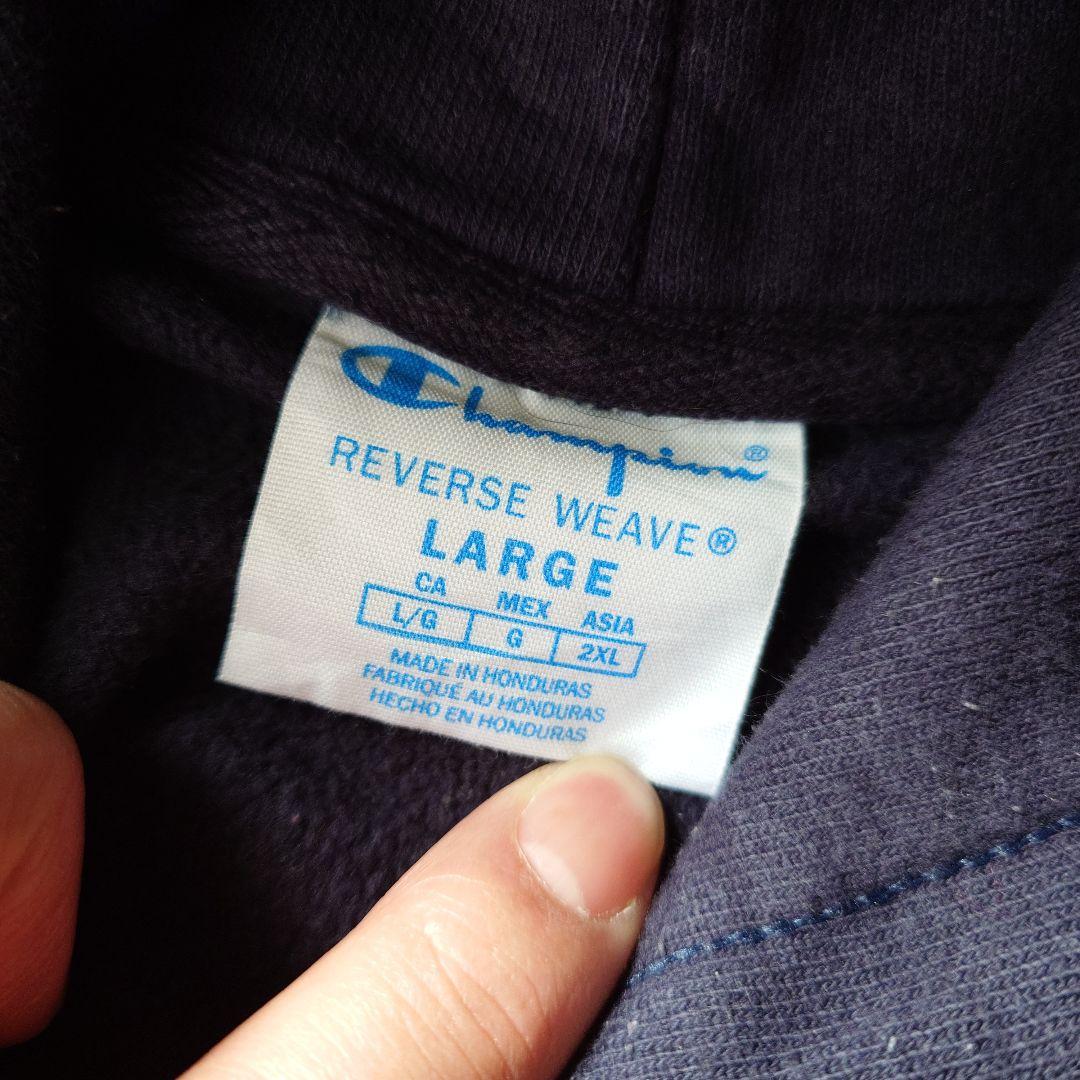 Champion®
REVERSE WEAVE®
LARGE
CA MEX ASIA
L/G G 2XL
MADE IN HONDURAS
FABRIQUÉ AU HONDURAS
HECHO EN HONDURAS